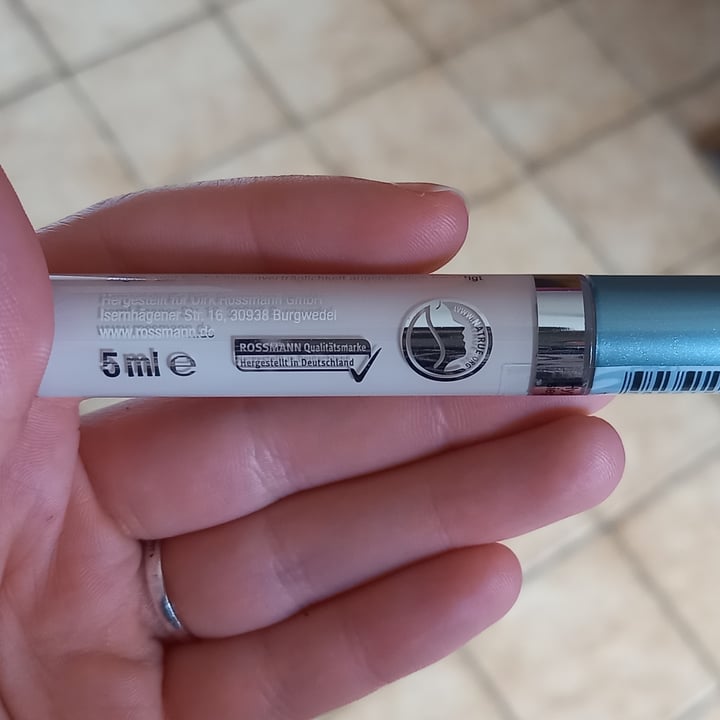 Hergestellt für Dirk Rossmann GmbH
Isernhägener Str. 16, 30938 Burgwedel
www.rossmann.de
5 ml ℮
ROSSMANN Qualitätsmarke
Hergestellt in Deutschland